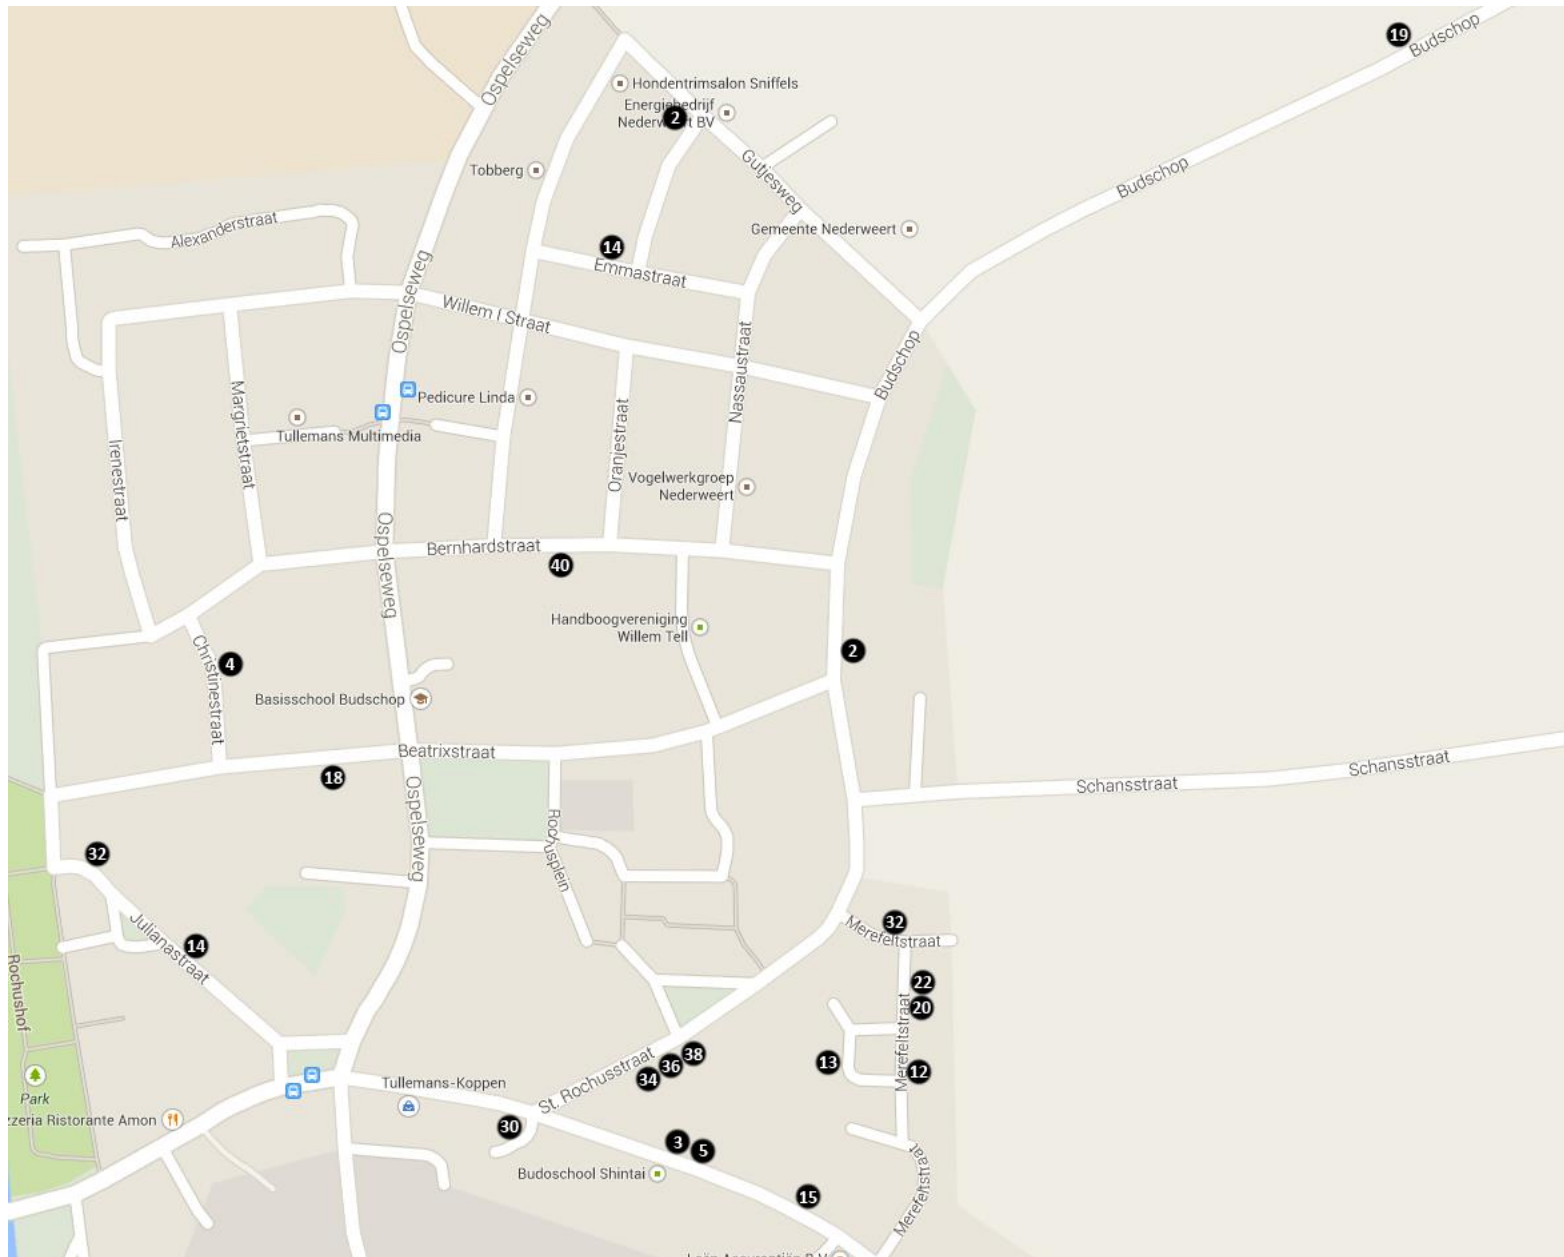 Ospelseweg
19
Budschop
Hondentrimsalon Sniffels
Energiebedrijf
Nederweert BV
2
Tobberg
Gutjesweg
Budschop
Alexanderstraat
Gemeente Nederweert
14
Emmastraat
Ospelseweg
Willem I Straat
Nassaustraat
Budschop
Pedicure Linda
Margrietstraat
Tullemans Multimedia
Irenestraat
Oranjestraat
Vogelwerkgroep
Nederweert
Ospelseweg
Bernhardstraat
40
Handboogvereniging
Willem Tell
2
Christinestraat
4
Basisschool Budschop
Beatrixstraat
18
Schansstraat
Schansstraat
Ospelseweg
Rochusplein
32
Julianastraat
14
32
Merefeltstraat
Rochushof
22
20
Merefeltstraat
38
36
34
13
12
Park
Tullemans-Koppen
St. Rochusstraat
zzeria Ristorante Amon
30
3
5
Budoschool Shintai
15
Merefeltstraat